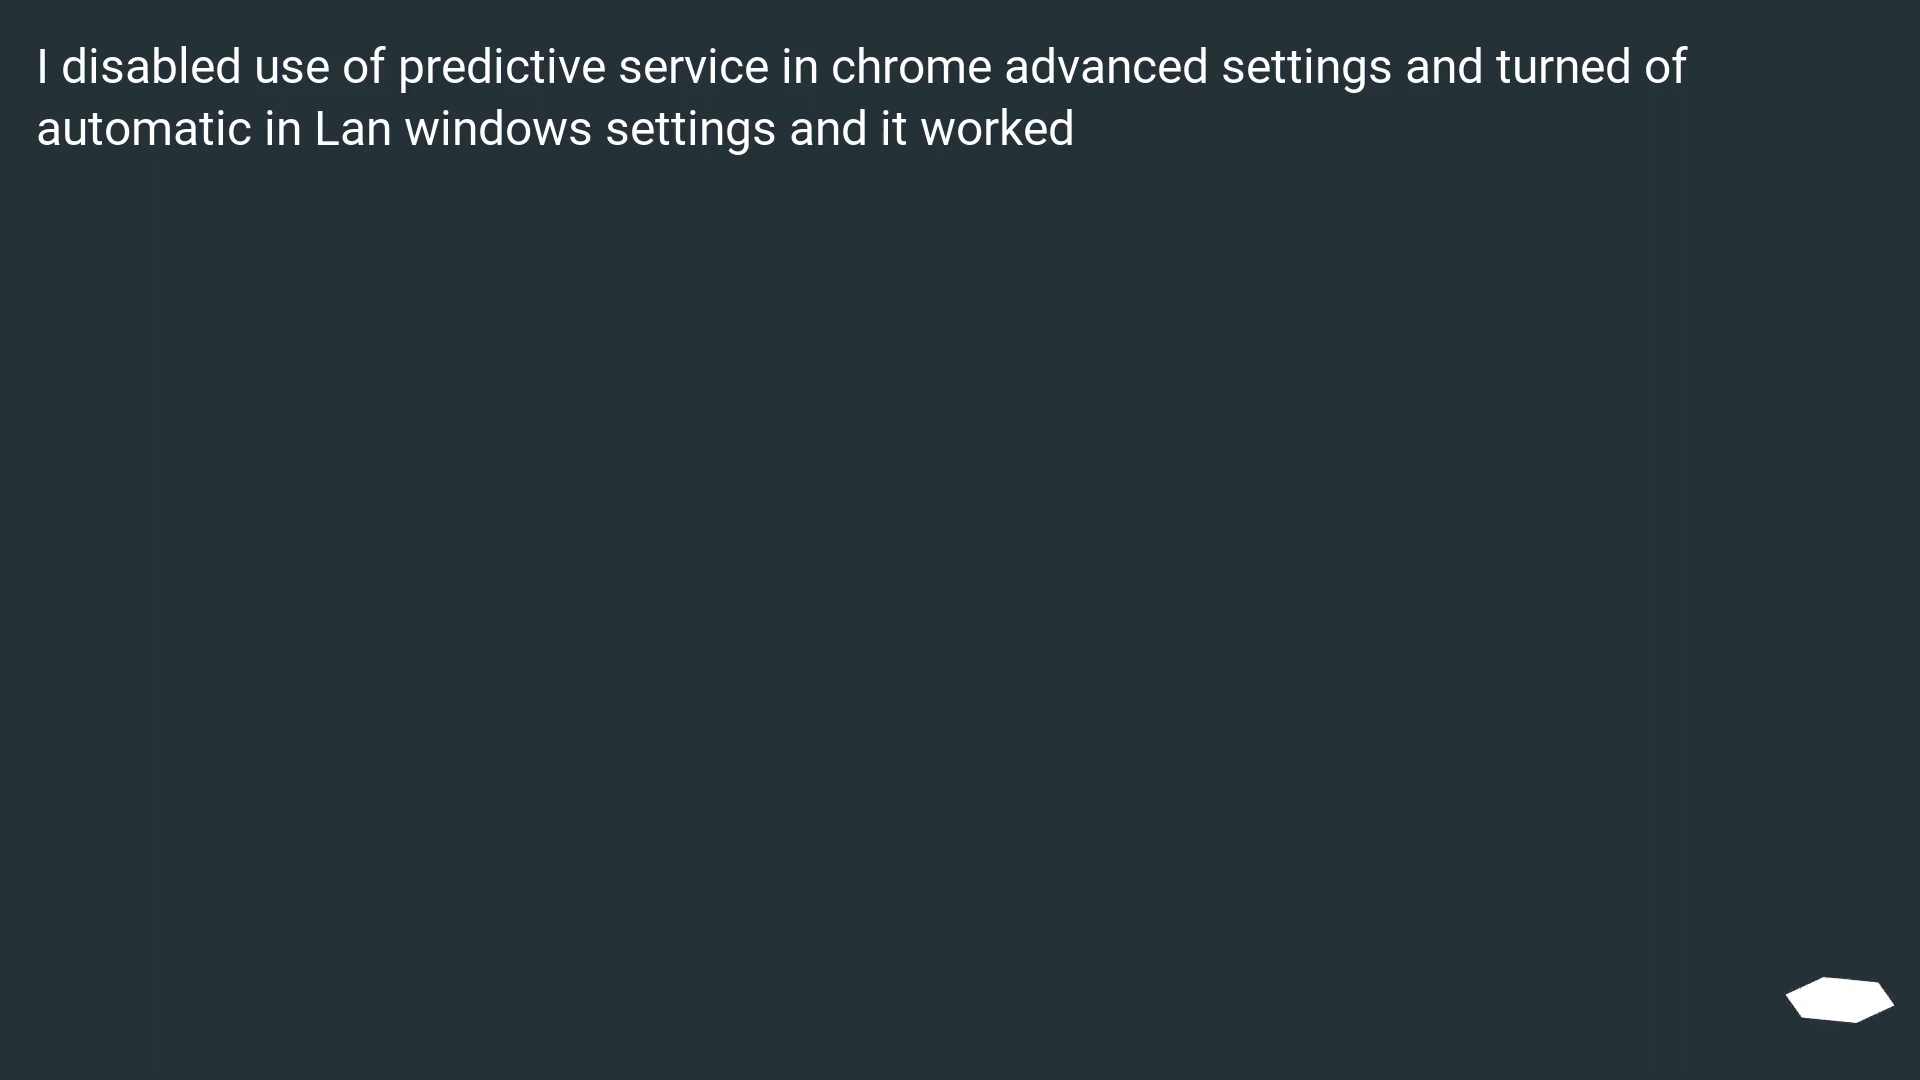 I disabled use of predictive service in chrome advanced settings and turned of
automatic in Lan windows settings and it worked